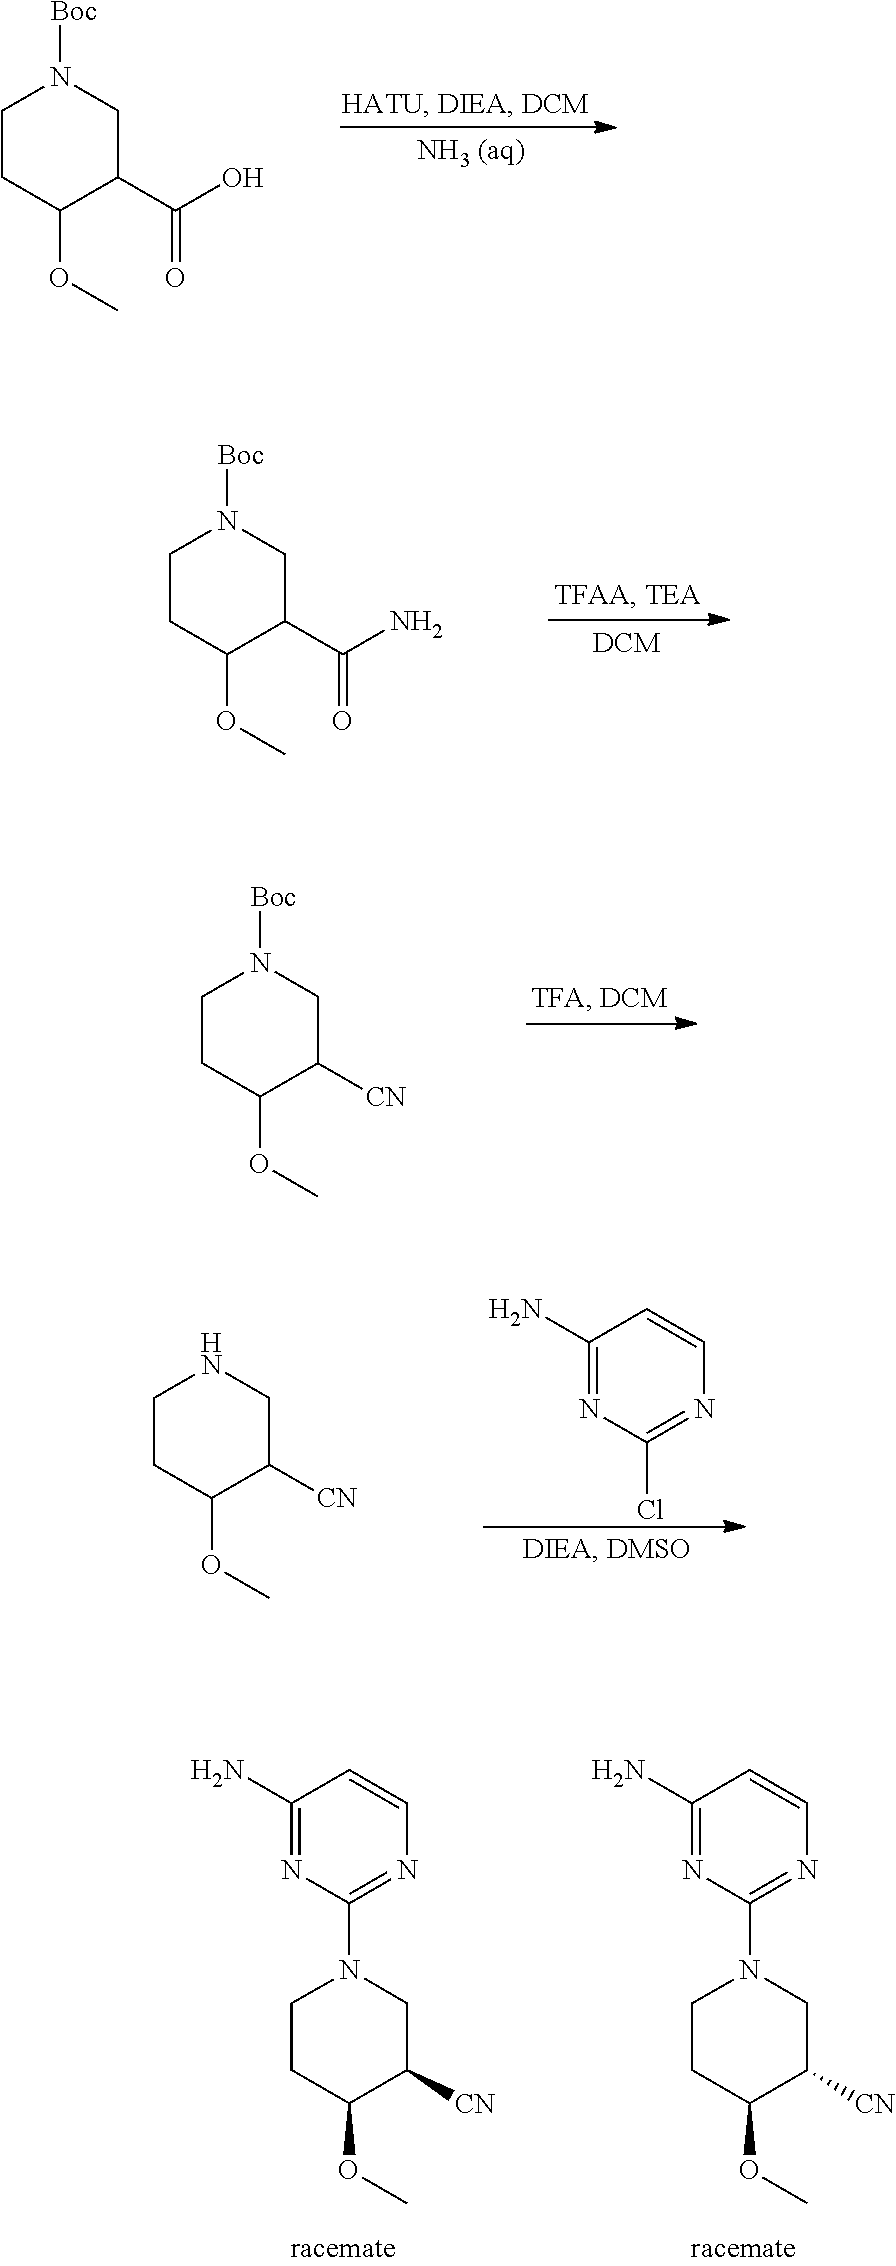 Boc
N
HATU, DIEA, DCM
NH3 (aq)
OH
O
O
Boc
N
NH2
TFAA, TEA
DCM
O
O
Boc
N
TFA, DCM
CN
O
H
N
CN
O
H2N
N
N
Cl
DIEA, DMSO
H2N
H2N
N
N
N
N
N
N
CN
CN
O
O
racemate
racemate